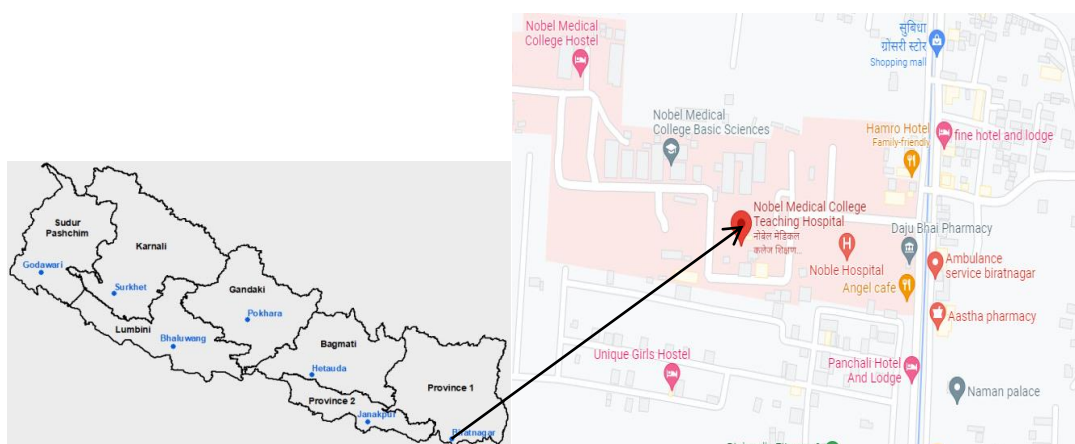 Sudur
Pashchim
Karnali
Godawari
Surkhet
Gandaki
Pokhara
Lumbini
Bhaluwang
Bagmati
Hetauda
Province 1
Province 2
Janakpur
Biratnagar
Nobel Medical
College Hostel
सुबिधा
ग्रोसरी स्टोर
Shopping mall
Nobel Medical
College Basic Sciences
Hamro Hotel
Family-friendly
fine hotel and lodge
Nobel Medical College
Teaching Hospital
नोबेल मेडिकल
कलेज शिक्षण...
Daju Bhai Pharmacy
Noble Hospital
Ambulance
service biratnagar
Angel cafe
Aastha pharmacy
Unique Girls Hostel
Panchali Hotel
And Lodge
Naman palace